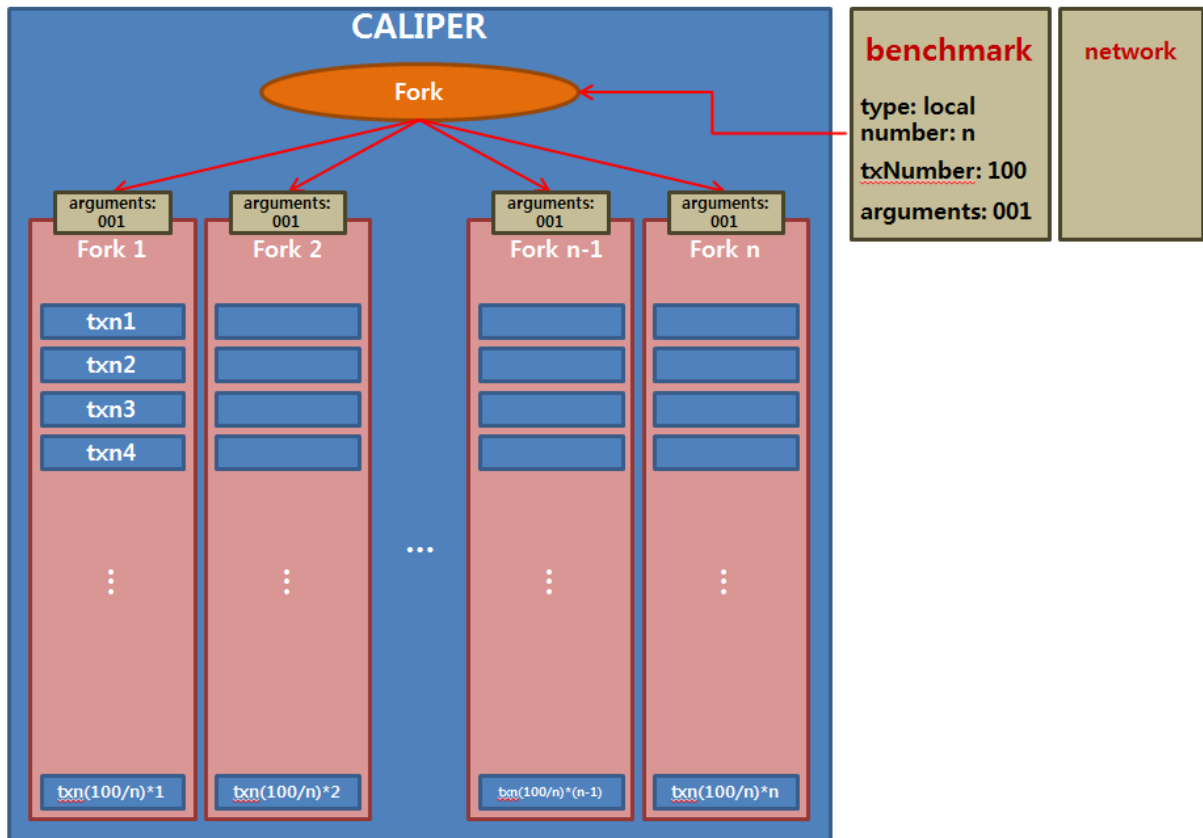 CALIPER
Fork
benchmark
type: local
number: n
txNumber: 100
arguments: 001
network
arguments:
001
Fork 1
txn1
txn2
txn3
txn4
⋮
txn(100/n)*1
arguments:
001
Fork 2
⋮
txn(100/n)*2
...
arguments:
001
Fork n-1
⋮
txn(100/n)*(n-1)
arguments:
001
Fork n
⋮
txn(100/n)*n